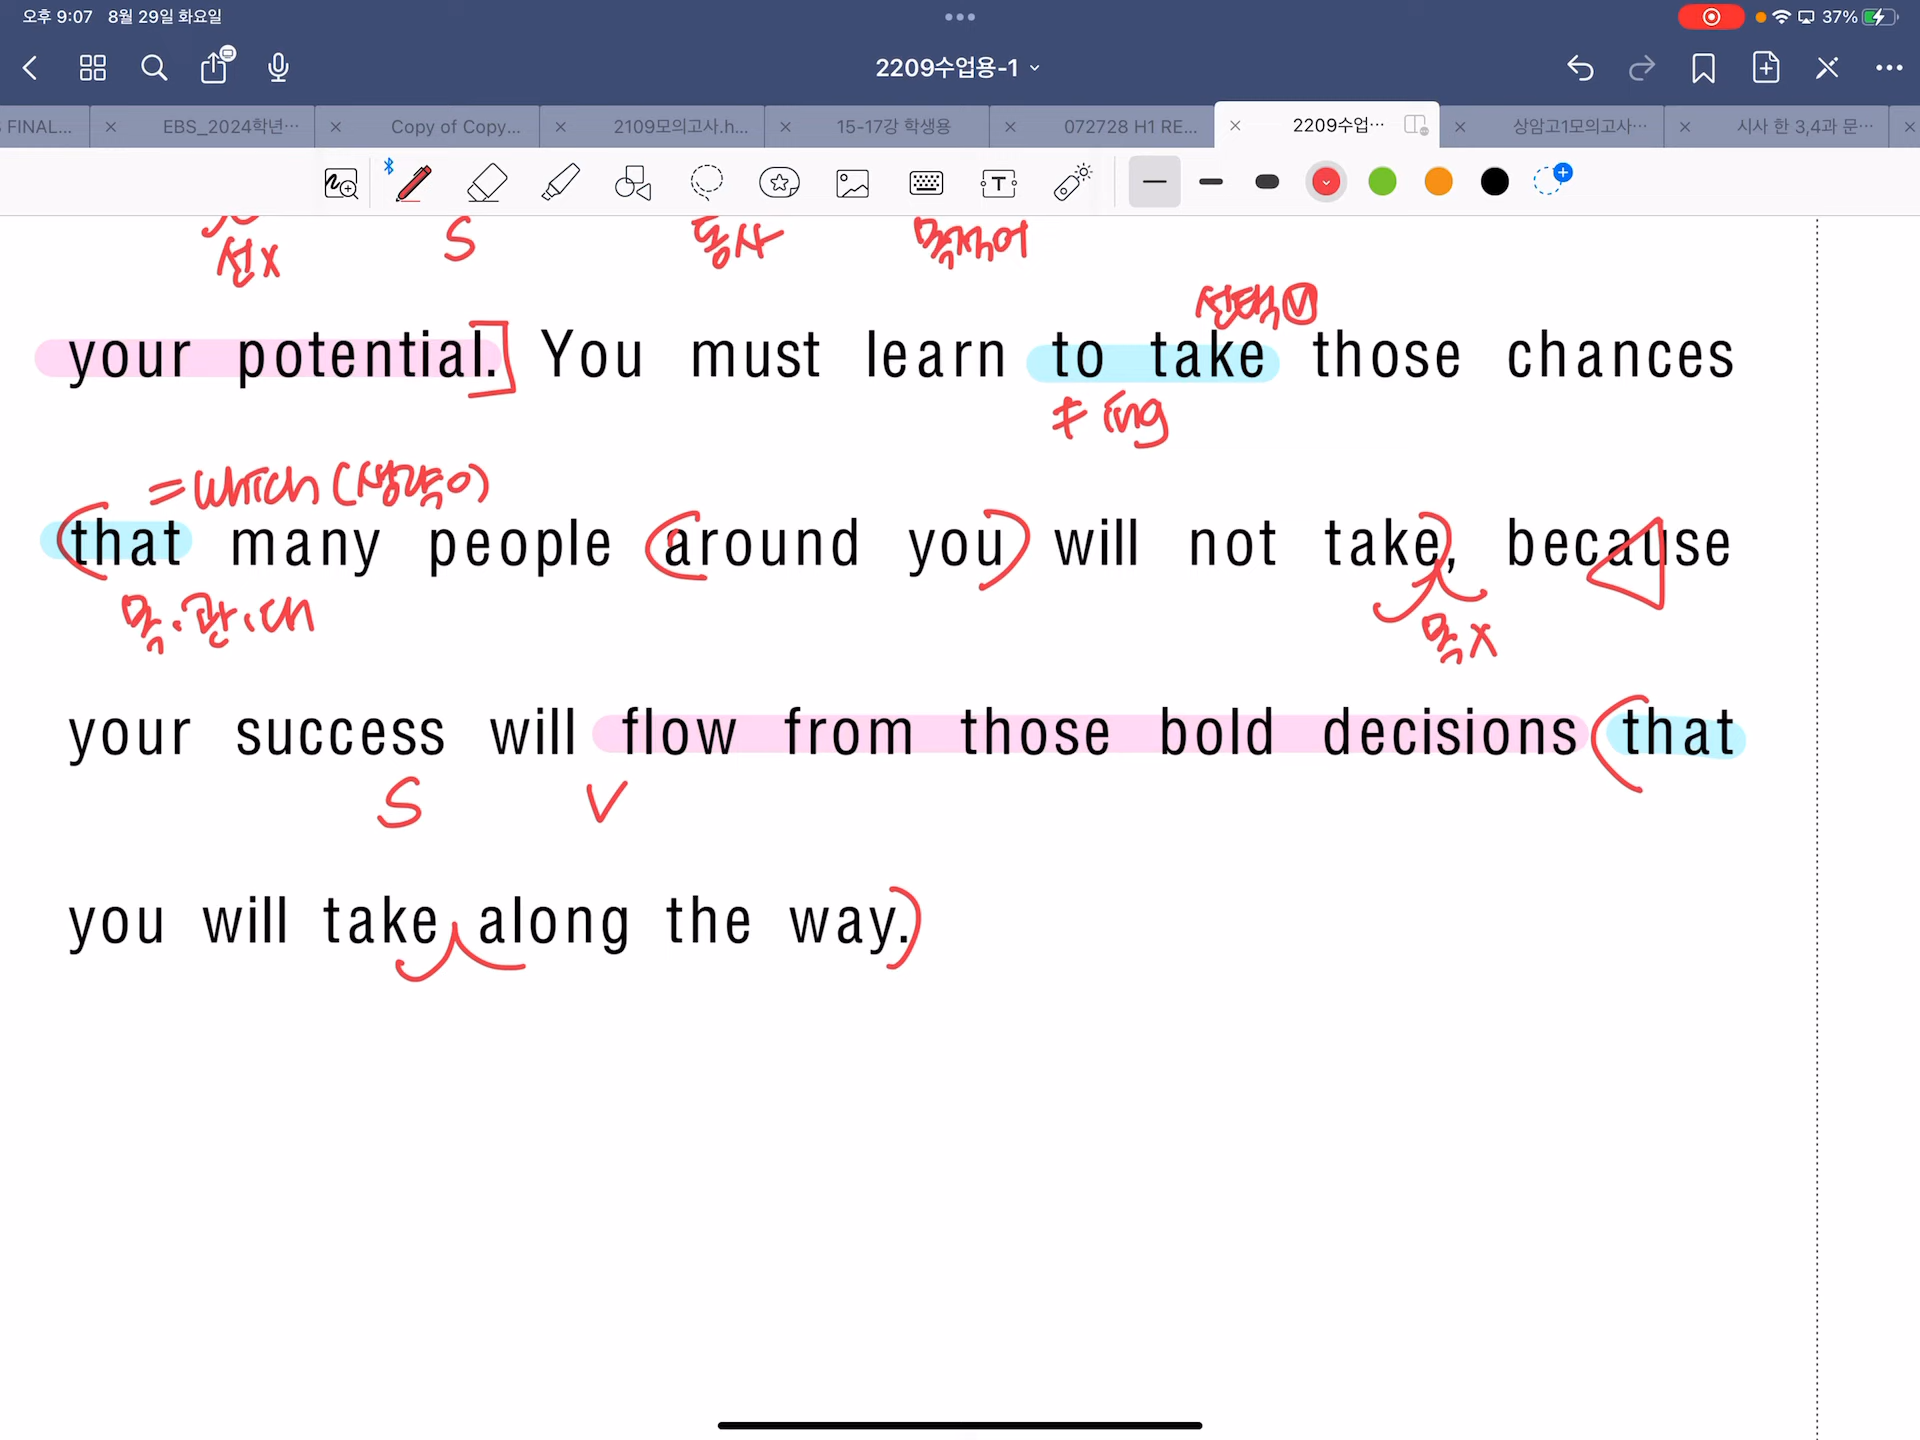 오후 9:07 8월 29일 화요일
37%
2209수업용-1
FINAL...
EBS_2024학년···
Copy of Copy...
2109모의고사.h...
15-17강 학생용
072728 H1 RE...
2209수업···
상암고1모의고사···
시사 한 3,4과 문···
선X S 동사 목적어
선택 V
your potential. You must learn to take those chances
≠ ing
= which (생략 O)
that many people around you will not take, because
목·관·대
목X
your success will flow from those bold decisions that
S V
you will take along the way.